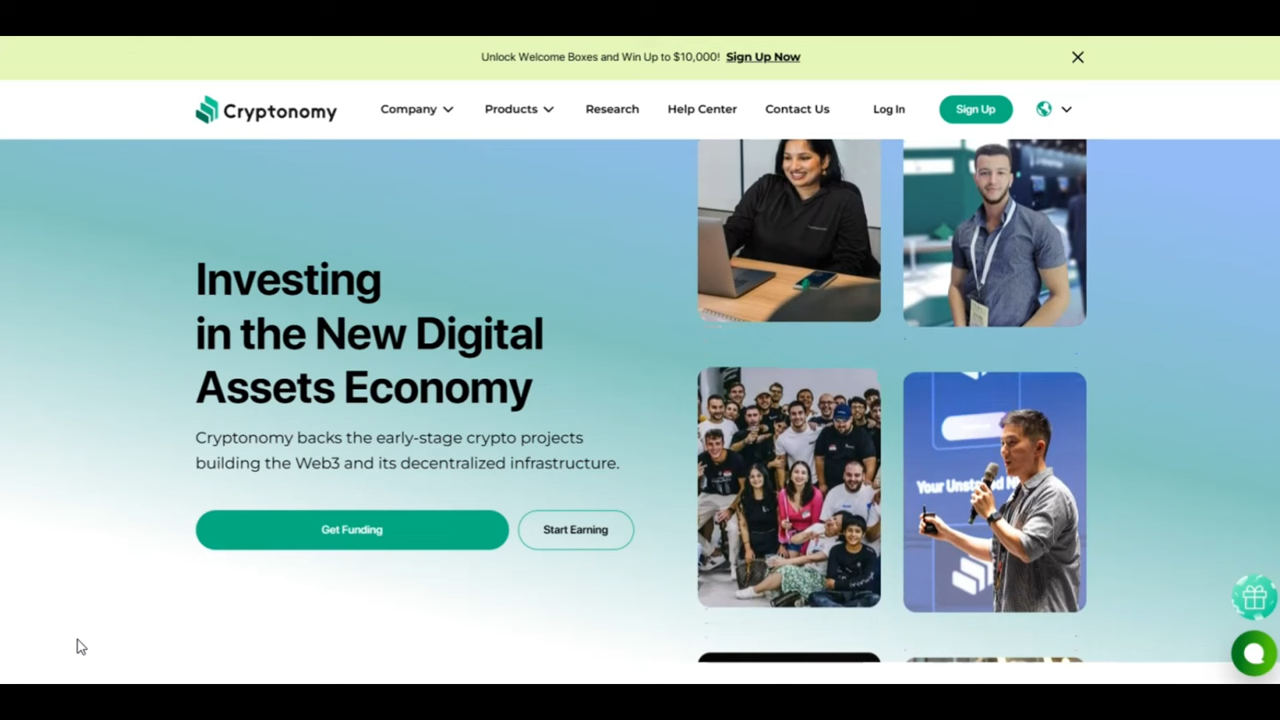 Unlock Welcome Boxes and Win Up to $10,000! Sign Up Now
Cryptonomy
Company
Products
Research
Help Center
Contact Us
Log In
Sign Up
Investing
in the New Digital
Assets Economy
Cryptonomy backs the early-stage crypto projects
building the Web3 and its decentralized infrastructure.
Get Funding
Start Earning
Your